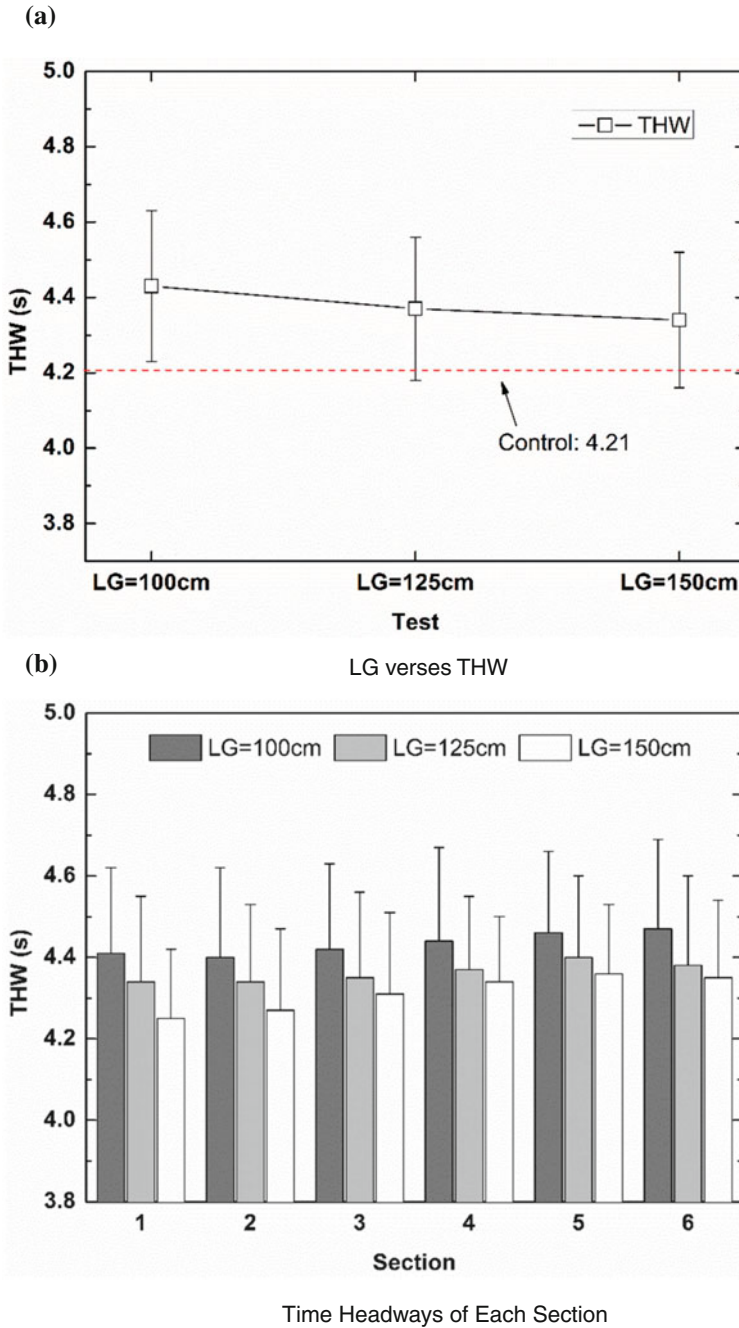 (a)
5.0
THW
4.8
4.6
4.4
THW (s)
4.2
Control: 4.21
4.0
3.8
LG=100cm LG=125cm LG=150cm
Test
(b)
LG verses THW
5.0
LG=100cm LG=125cm LG=150cm
4.8
4.6
4.4
THW (s)
4.2
4.0
3.8
1 2 3 4 5 6
Section
Time Headways of Each Section